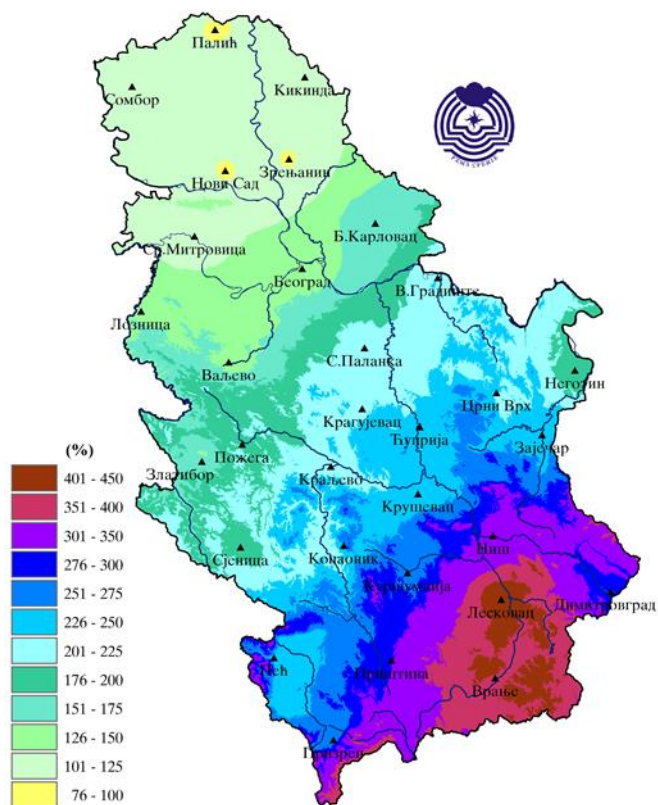 Палић
Сомбор
Кикинда
Зрењанин
Нови Сад
Ср.Митровица
Б.Карловац
Београд
В.Градиште
Лозница
Ваљево
С.Паланка
Неготин
Црни Врх
Крагујевац
Ћуприја
Зајечар
Пожега
Златибор
Краљево
Крушевац
Ниш
Сјеница
Копаоник
Куршумлија
Лесковац
Димитровград
Пећ
Приштина
Врање
Призрен
(%)
401 - 450
351 - 400
301 - 350
276 - 300
251 - 275
226 - 250
201 - 225
176 - 200
151 - 175
126 - 150
101 - 125
76 - 100